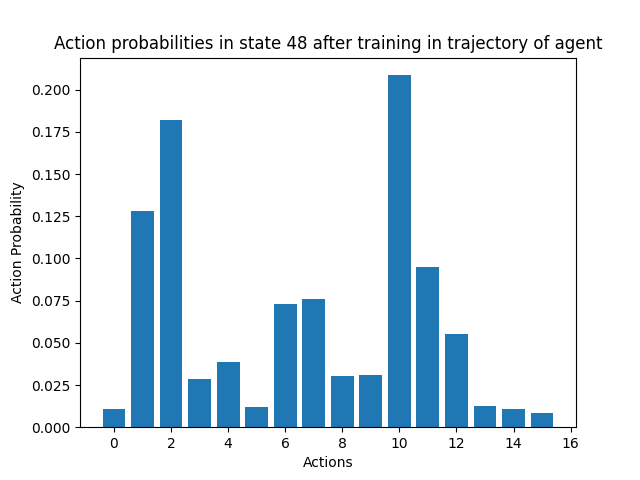 Action probabilities in state 48 after training in trajectory of agent
0.200
0.175
0.150
0.125
0.100
0.075
0.050
0.025
0.000
Action Probability
0 2 4 6 8 10 12 14 16
Actions